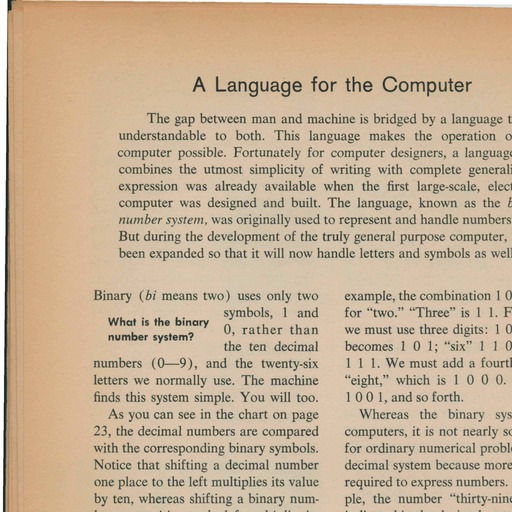 A Language for the Computer
The gap between man and machine is bridged by a language
understandable to both. This language makes the operation
computer possible. Fortunately for computer designers, a language
combines the utmost simplicity of writing with complete
expression was already available when the first large-scale,
computer was designed and built. The language, known as the
number system, was originally used to represent and handle numbers
But during the development of the truly general purpose computer,
been expanded so that it will now handle letters and symbols as well
Binary (bi means two) uses only two
symbols, 1 and
What is the binary
number system?
0, rather than
the ten decimal
numbers (0—9), and the twenty-six
letters we normally use. The machine
finds this system simple. You will too.
As you can see in the chart on page
23, the decimal numbers are compared
with the corresponding binary symbols.
Notice that shifting a decimal number
one place to the left multiplies its value
by ten, whereas shifting a binary num-
example, the combination 1 0
for "two." "Three" is 1 1.
we must use three digits: 1 0
becomes 1 0 1; "six" 1 1 0
1 1 1. We must add a fourth
"eight," which is 1 0 0 0.
1 0 0 1, and so forth.
Whereas the binary
computers, it is not nearly so
for ordinary numerical
decimal system because more
required to express numbers.
ple, the number "thirty-nine